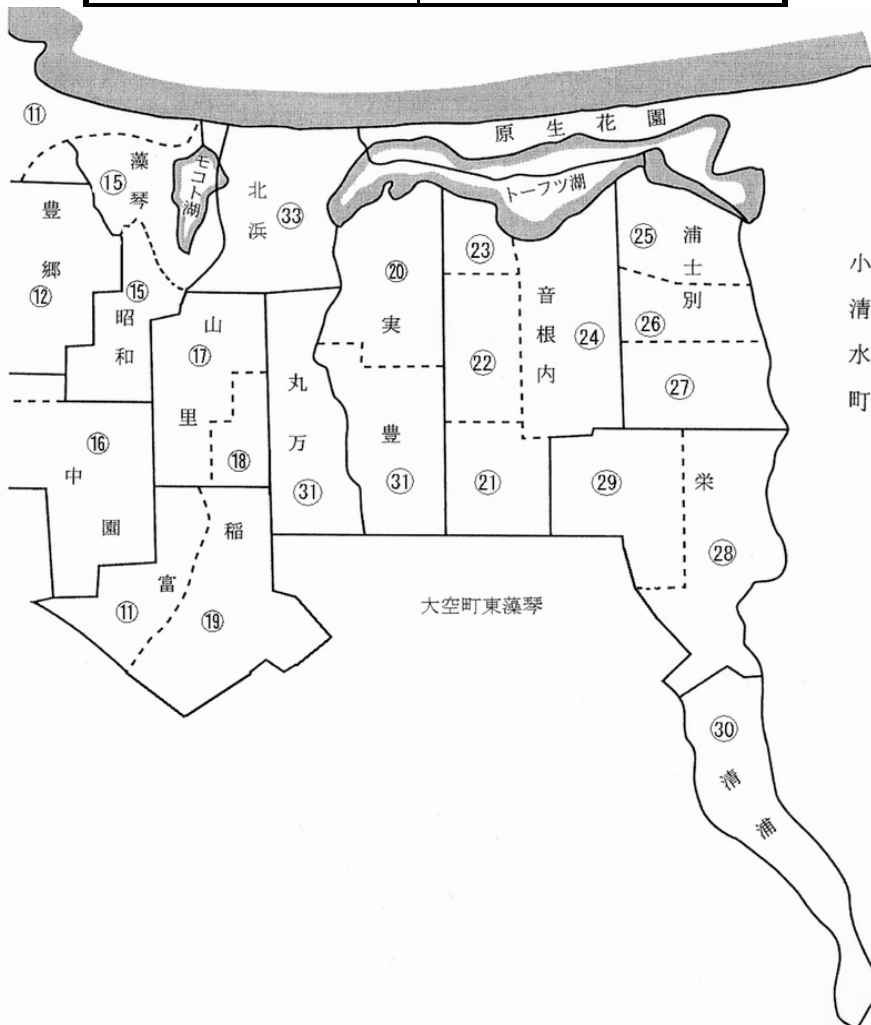 原生花園
⑪
藻琴
⑮
モコト湖
北浜
㉝
トーフツ湖
豊郷
⑫
⑮
昭和
⑳
実豊
㉓
㉒
音根内
㉔
㉕
浦士別
㉖
㉗
小清水町
山里
⑰
⑱
丸万
㉛
㉛
㉑
㉙
栄
㉘
⑯
中園
稲富
⑪
⑲
大空町東藻琴
㉚
清浦